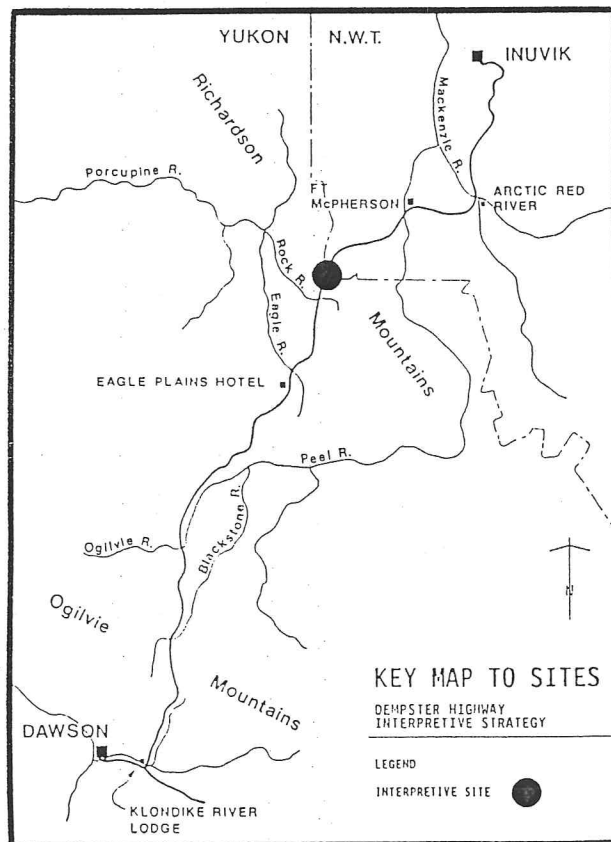 YUKON
N.W.T.
INUVIK
Richardson
Mackenzie R.
Porcupine R.
FT
McPHERSON
ARCTIC RED
RIVER
Rock R.
Eagle R.
Mountains
EAGLE PLAINS HOTEL
Peel R.
Blackstone R.
Ogilvie R.
Ogilvie
N
Mountains
KEY MAP TO SITES
DEMPSTER HIGHWAY
INTERPRETIVE STRATEGY
DAWSON
LEGEND
INTERPRETIVE SITE
KLONDIKE RIVER
LODGE